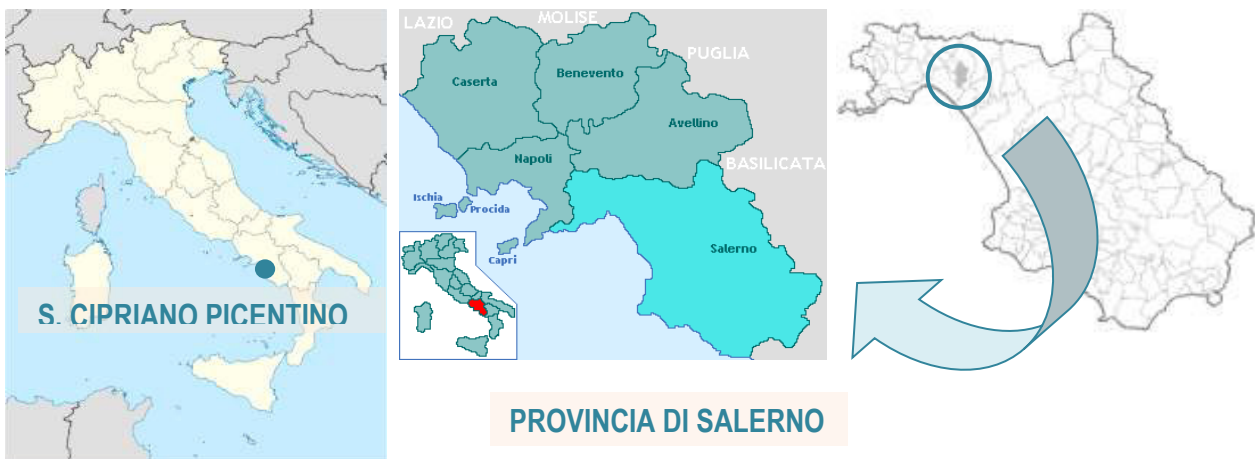 S. CIPRIANO PICENTINO
LAZIO
MOLISE
PUGLIA
Caserta
Benevento
Avellino
Napoli
BASILICATA
Ischia
Procida
Capri
Salerno
PROVINCIA DI SALERNO